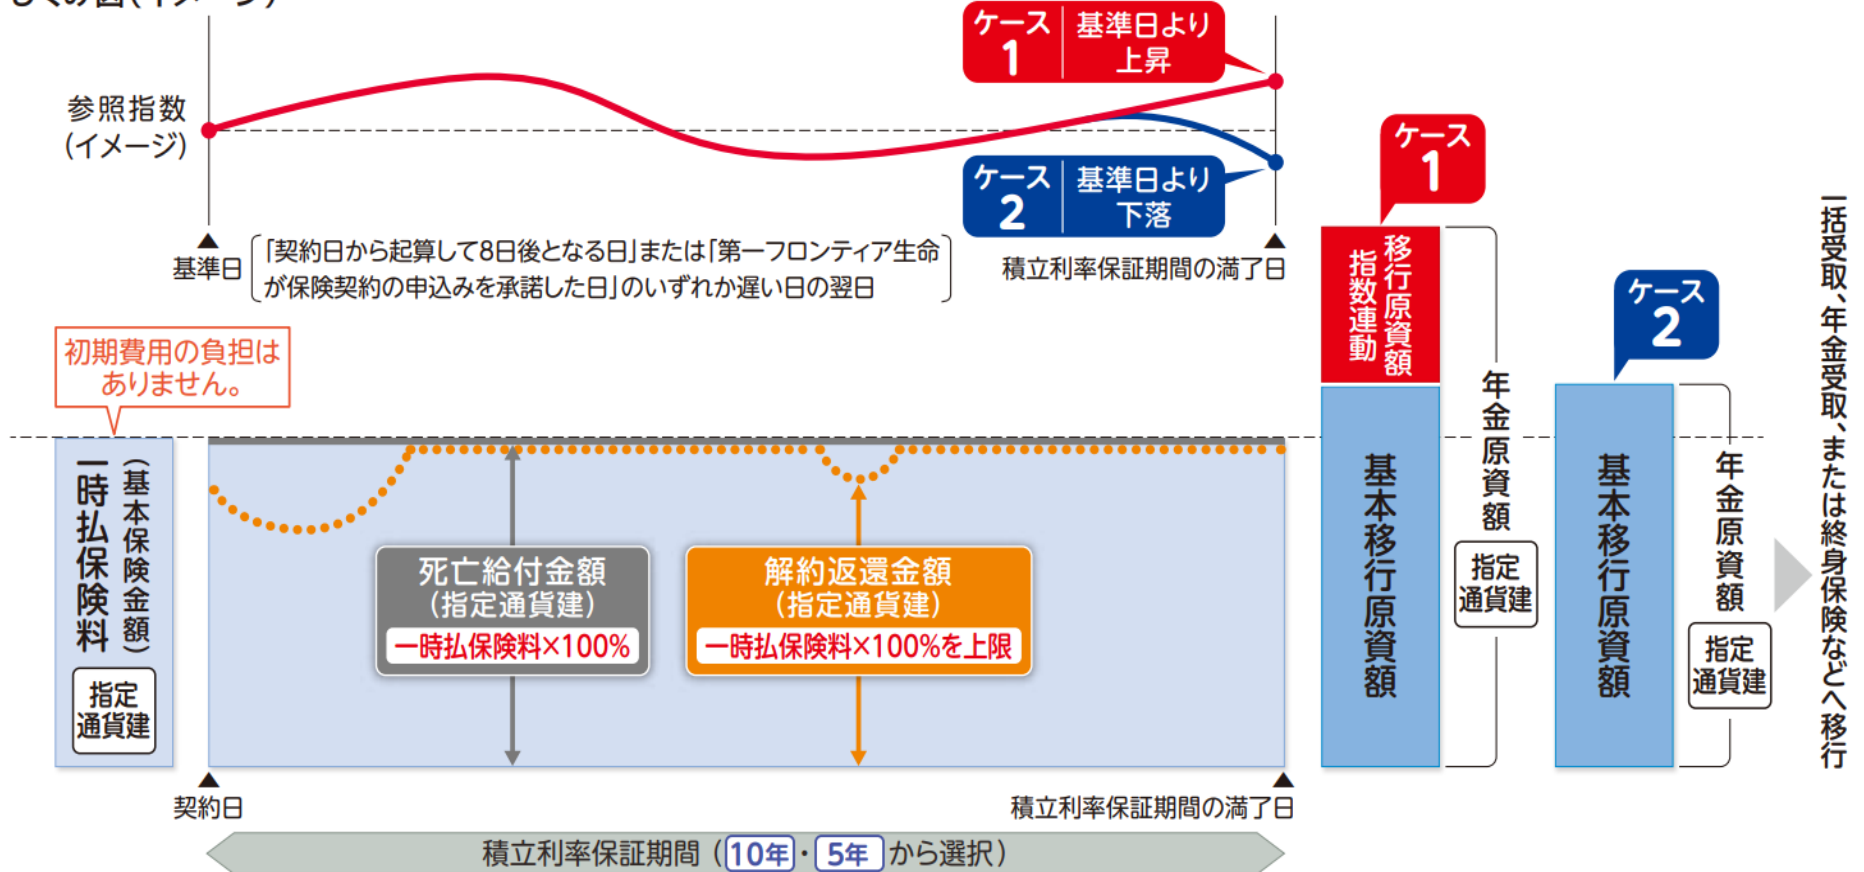 しくみ図(イメージ)
ケース
1
基準日より
上昇
参照指数
(イメージ)
ケース
2
基準日より
下落
基準日
「契約日から起算して8日後となる日」または「第一フロンティア生命
が保険契約の申込みを承諾した日」のいずれか遅い日の翌日
積立利率保証期間の満了日
初期費用の負担は
ありません。
一時払保険料
(基本保険金額)
指定
通貨建
死亡給付金額
(指定通貨建)
一時払保険料×100%
解約返還金額
(指定通貨建)
一時払保険料×100%を上限
契約日
積立利率保証期間の満了日
積立利率保証期間(10年・5年から選択)
ケース
1
指数連動
移行原資額
基本移行原資額
年金原資額
指定
通貨建
ケース
2
基本移行原資額
年金原資額
指定
通貨建
一括受取、年金受取、または終身保険などへ移行